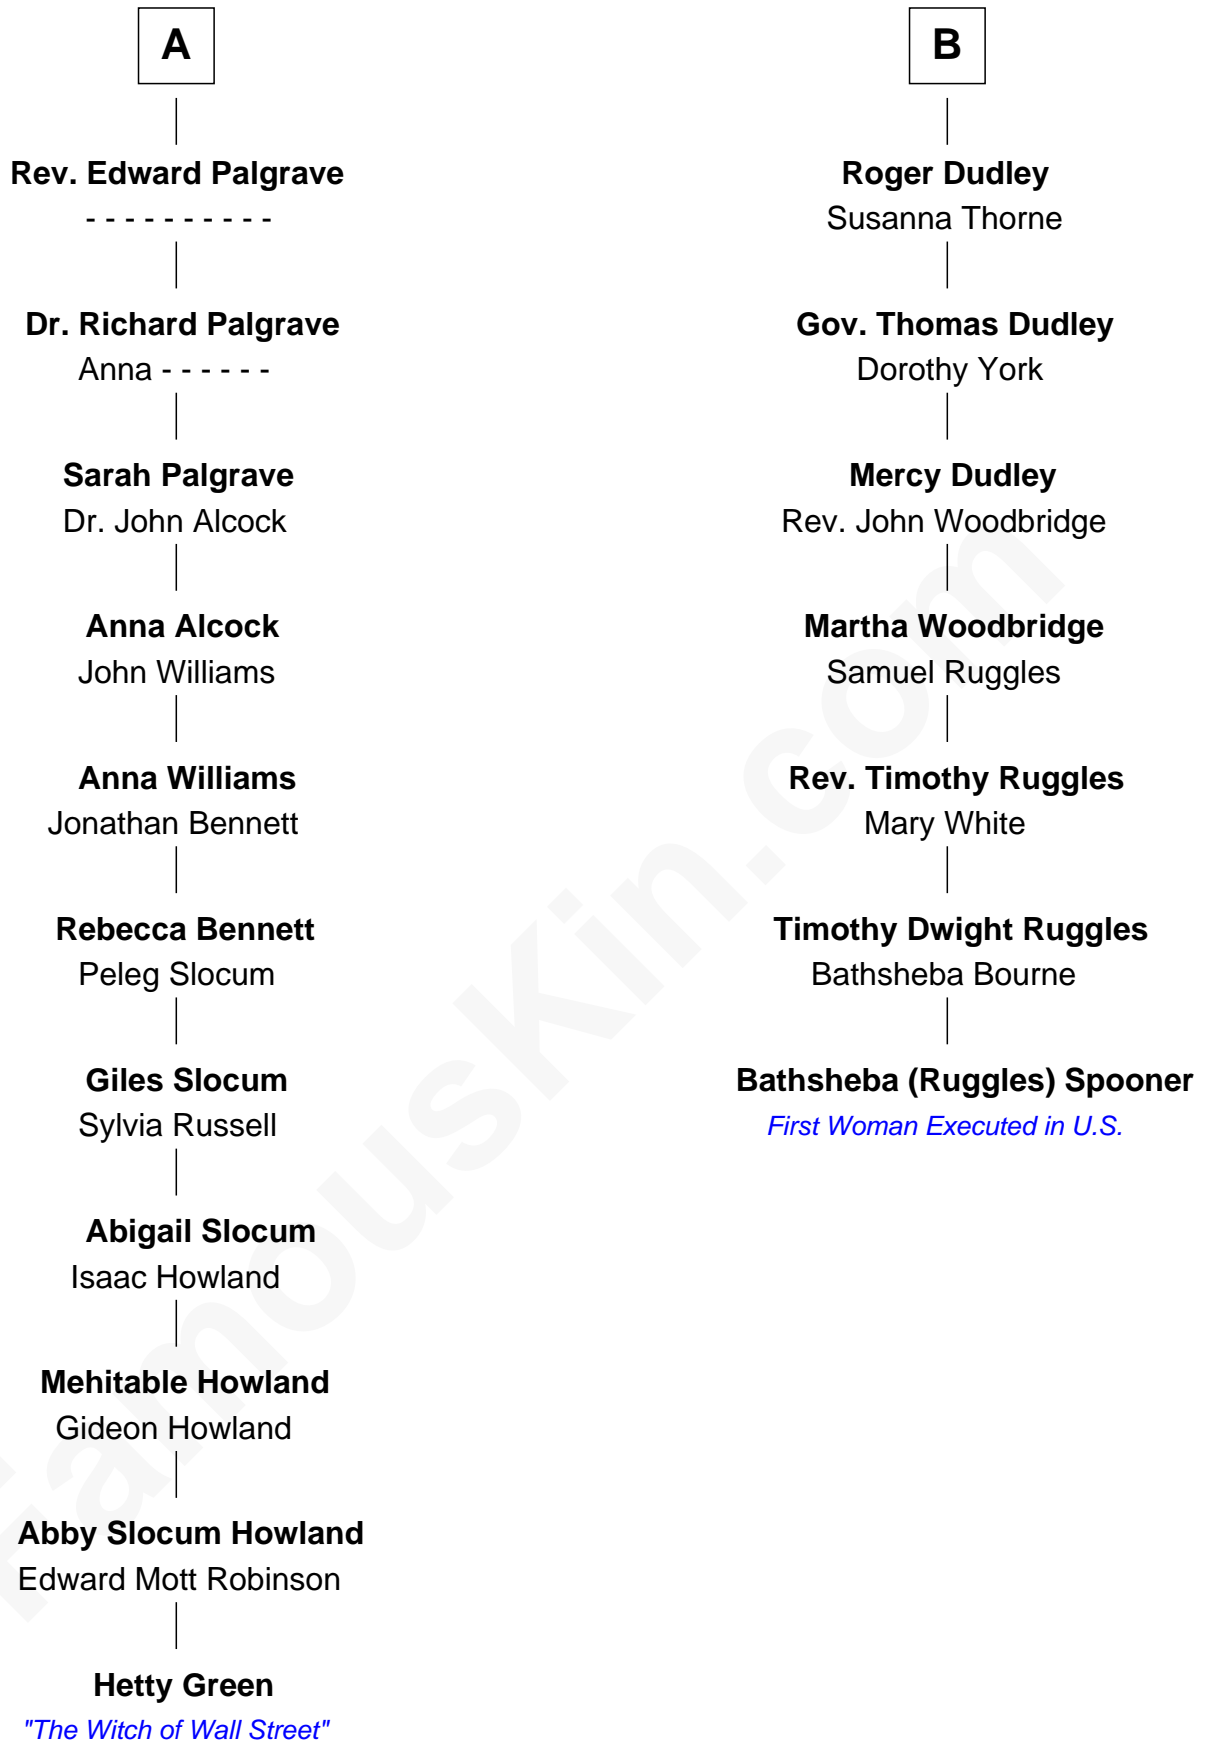 A
Rev. Edward Palgrave
- - - - - - - - - -
Dr. Richard Palgrave
Anna - - - - - -
Sarah Palgrave
Dr. John Alcock
Anna Alcock
John Williams
Anna Williams
Jonathan Bennett
Rebecca Bennett
Peleg Slocum
Giles Slocum
Sylvia Russell
Abigail Slocum
Isaac Howland
Mehitable Howland
Gideon Howland
Abby Slocum Howland
Edward Mott Robinson
Hetty Green
"The Witch of Wall Street"
B
Roger Dudley
Susanna Thorne
Gov. Thomas Dudley
Dorothy York
Mercy Dudley
Rev. John Woodbridge
Martha Woodbridge
Samuel Ruggles
Rev. Timothy Ruggles
Mary White
Timothy Dwight Ruggles
Bathsheba Bourne
Bathsheba (Ruggles) Spooner
First Woman Executed in U.S.
FamousKin.com